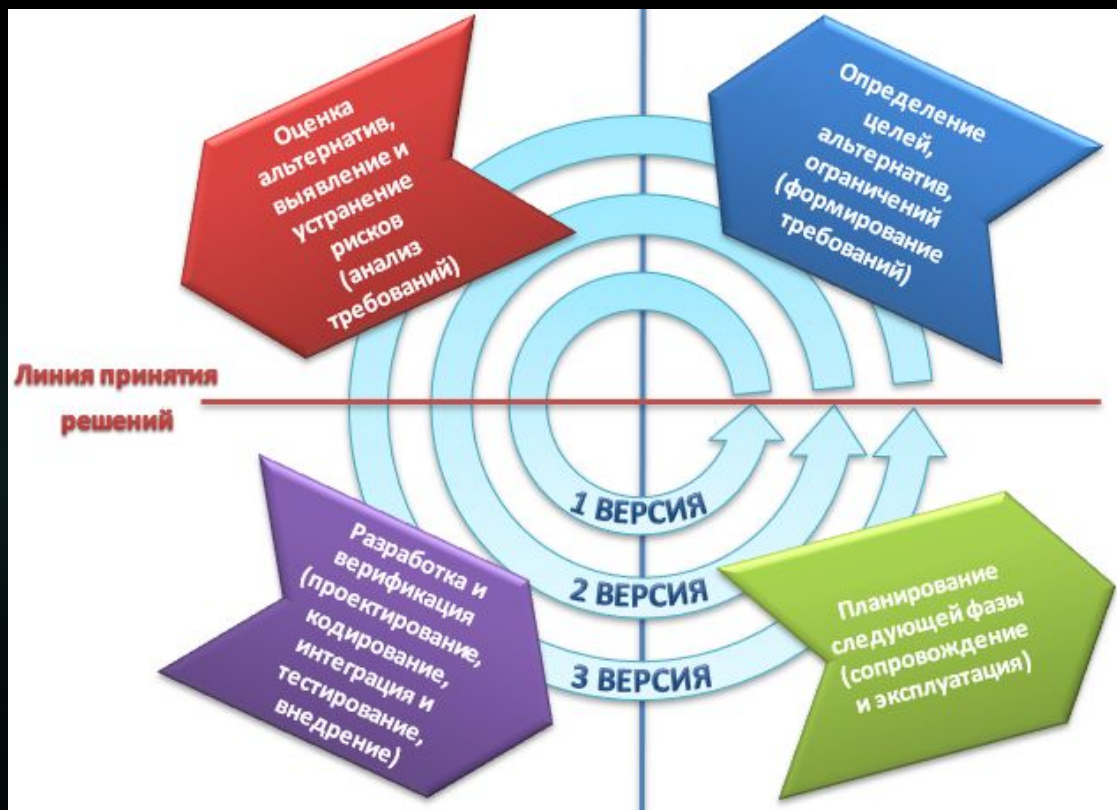 Оценка
альтернатив,
выявление и
устранение
рисков
(анализ
требований)
Определение
целей,
альтернатив,
ограничений
(формирование
требований)
Линия принятия
решений
1 ВЕРСИЯ
2 ВЕРСИЯ
3 ВЕРСИЯ
Разработка и
верификация
(проектирование,
кодирование,
интеграция и
тестирование,
внедрение)
Планирование
следующей фазы
(сопровождение
и эксплуатация)